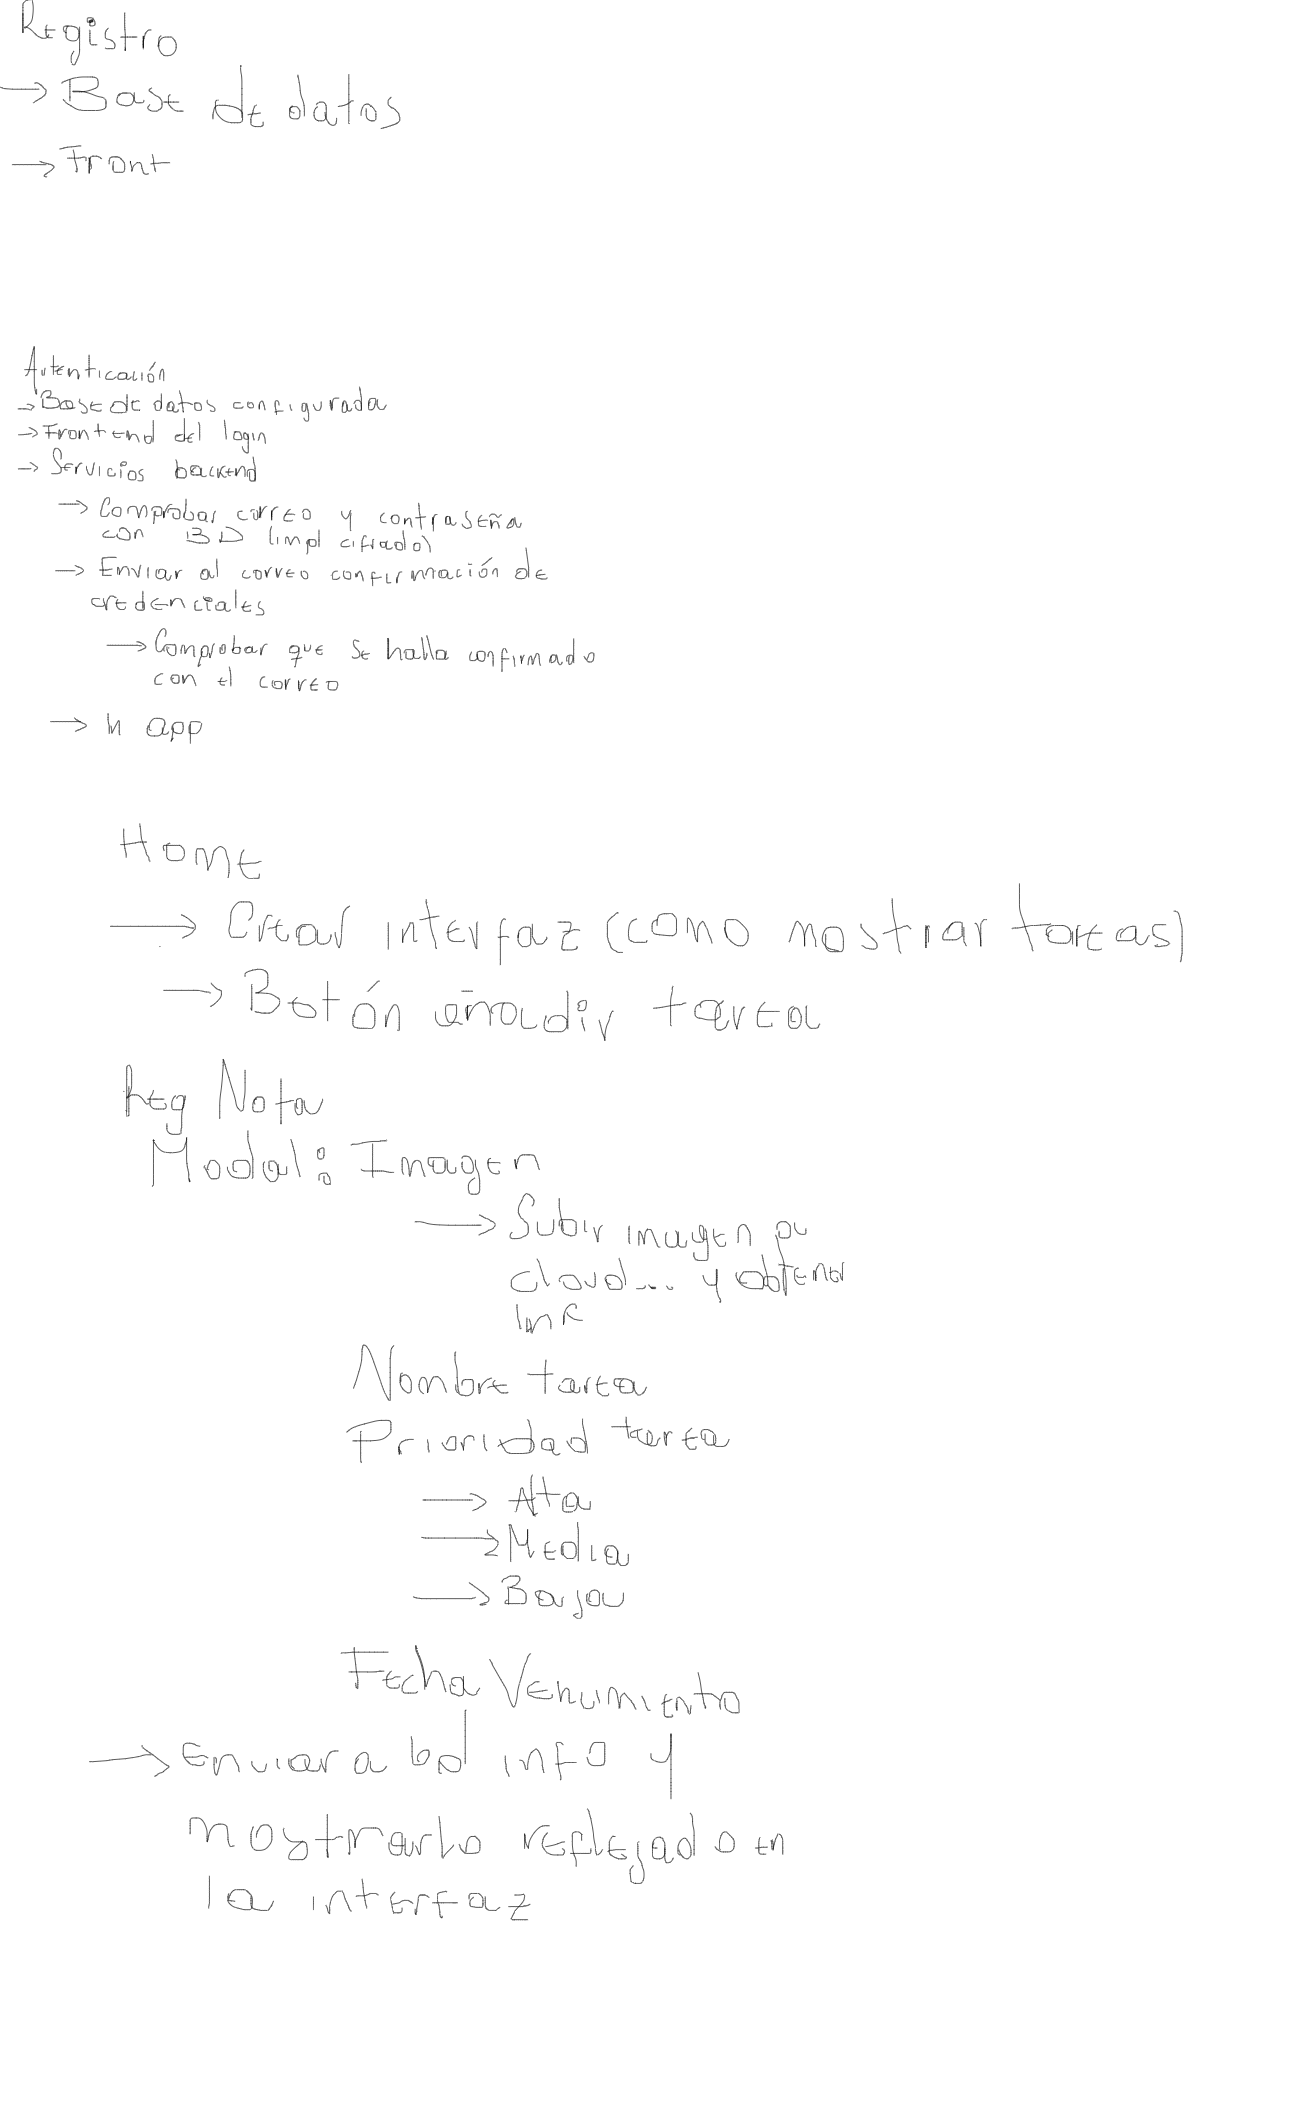 Registro
→ Base de datos
→ Front
Autenticación
→ Base de datos configurada
→ Frontend del login
→ Servicios backend
→ Comprobar correo y contraseña
con BD (impl cifrado)
→ Enviar al correo confirmación de
credenciales
→ Comprobar que se halla confirmado
con el correo
→ In app
Home
→ Crear interfaz (como mostrar tareas)
→ Botón añadir tarea
Reg Nota
Modal: Imagen
→ Subir imagen a
cloud... y obtener
link
Nombre tarea
Prioridad tarea
→ Alta
→ Media
→ Baja
Fecha Vencimiento
→ Enviar a bd info y
mostrarlo reflejado en
la interfaz